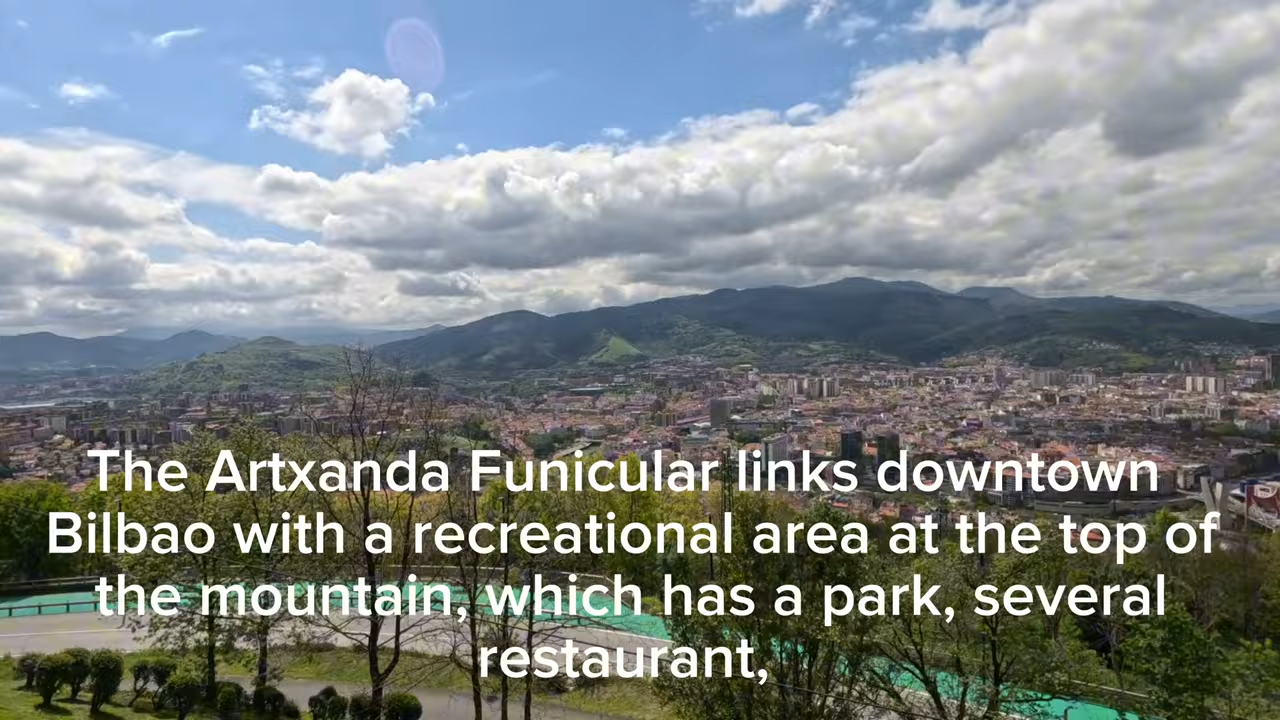 The Artxanda Funicular links downtown
Bilbao with a recreational area at the top of
the mountain, which has a park, several
restaurant,